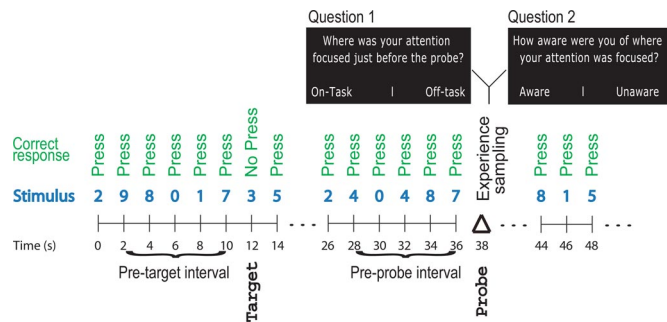 Question 1
Question 2
Where was your attention
focused just before the probe?
On-Task | Off-task
How aware were you of where
your attention was focused?
Aware | Unaware
Correct
response
Press Press Press Press Press Press No Press Press
Press Press Press Press Press Press
Experience
sampling
Press Press Press
Stimulus 2 9 8 0 1 7 3 5 2 4 0 4 8 7 8 1 5
Time (s) 0 2 4 6 8 10 12 14 26 28 30 32 34 36 38 44 46 48
Pre-target interval
Target
Pre-probe interval
Probe